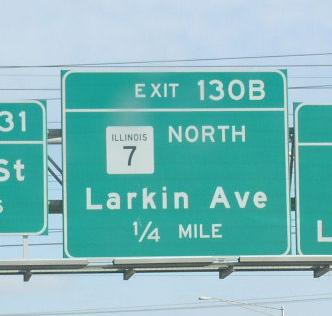 EXIT 130B
ILLINOIS
7
NORTH
Larkin Ave
1/4 MILE
31
St
L